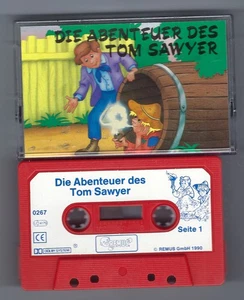 DIE ABENTEUER DES
TOM SAWYER
Die Abenteuer des
Tom Sawyer
0267
Seite 1
℗ REMUS GmbH 1990